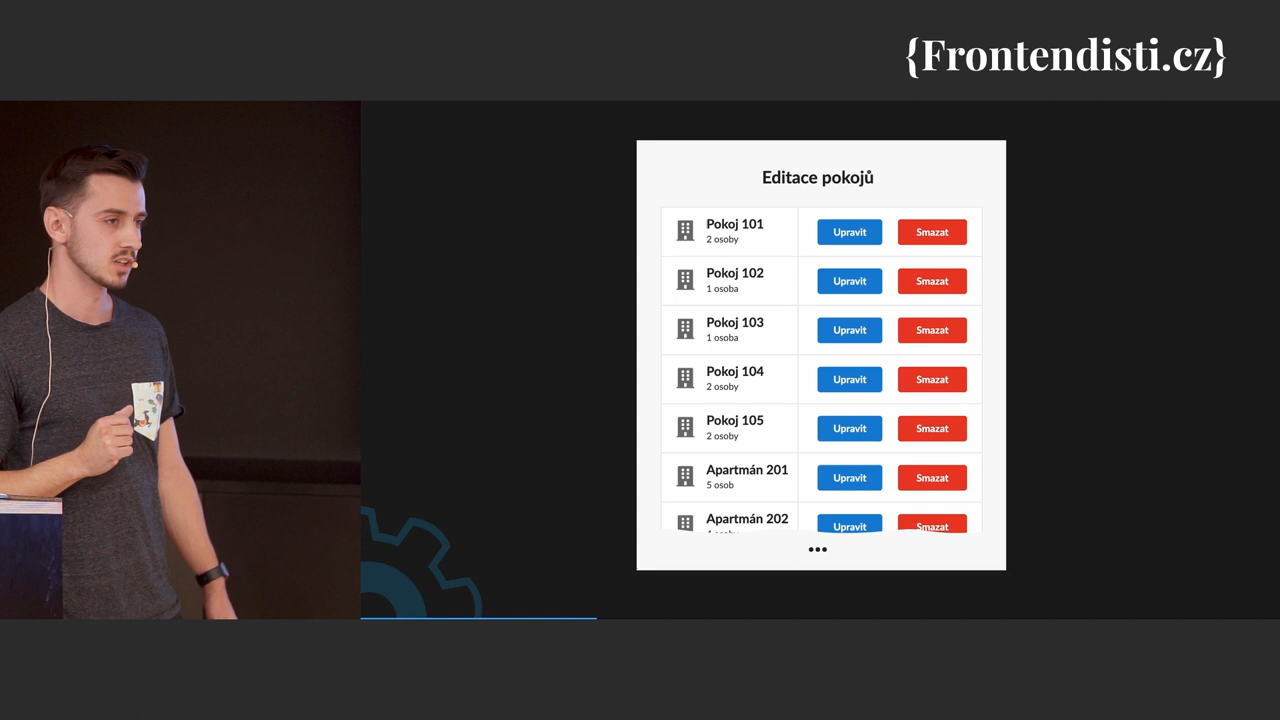 {Frontendisti.cz}
Editace pokojů
Pokoj 101
2 osoby
Upravit
Smazat
Pokoj 102
1 osoba
Upravit
Smazat
Pokoj 103
1 osoba
Upravit
Smazat
Pokoj 104
2 osoby
Upravit
Smazat
Pokoj 105
2 osoby
Upravit
Smazat
Apartmán 201
5 osob
Upravit
Smazat
Apartmán 202
Upravit
Smazat
•••